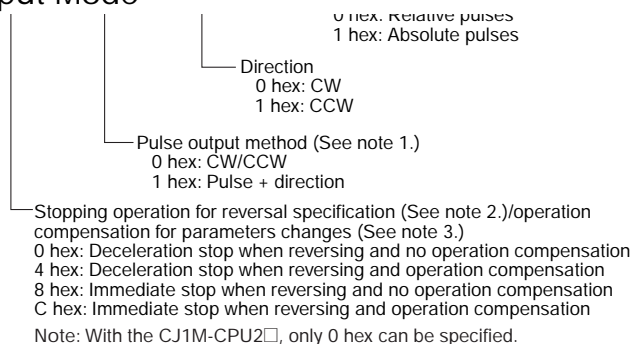 put Mode
0 hex: Relative pulses
1 hex: Absolute pulses
Direction
0 hex: CW
1 hex: CCW
Pulse output method (See note 1.)
0 hex: CW/CCW
1 hex: Pulse + direction
Stopping operation for reversal specification (See note 2.)/operation
compensation for parameters changes (See note 3.)
0 hex: Deceleration stop when reversing and no operation compensation
4 hex: Deceleration stop when reversing and operation compensation
8 hex: Immediate stop when reversing and no operation compensation
C hex: Immediate stop when reversing and operation compensation
Note: With the CJ1M-CPU2□, only 0 hex can be specified.